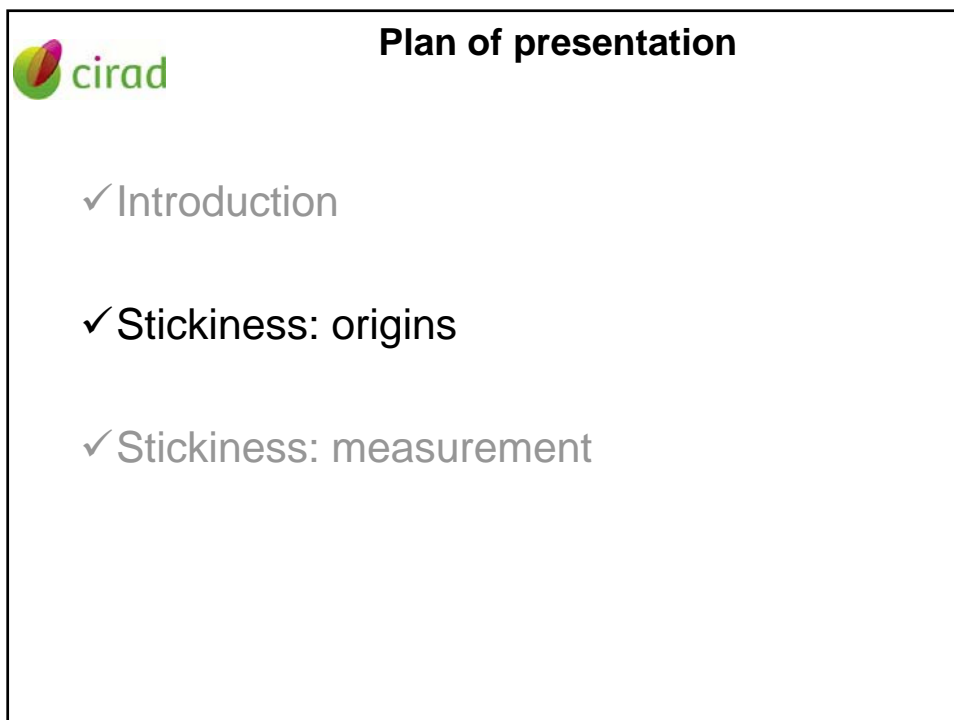 Plan of presentation
cirad
✓Introduction
✓Stickiness: origins
✓Stickiness: measurement